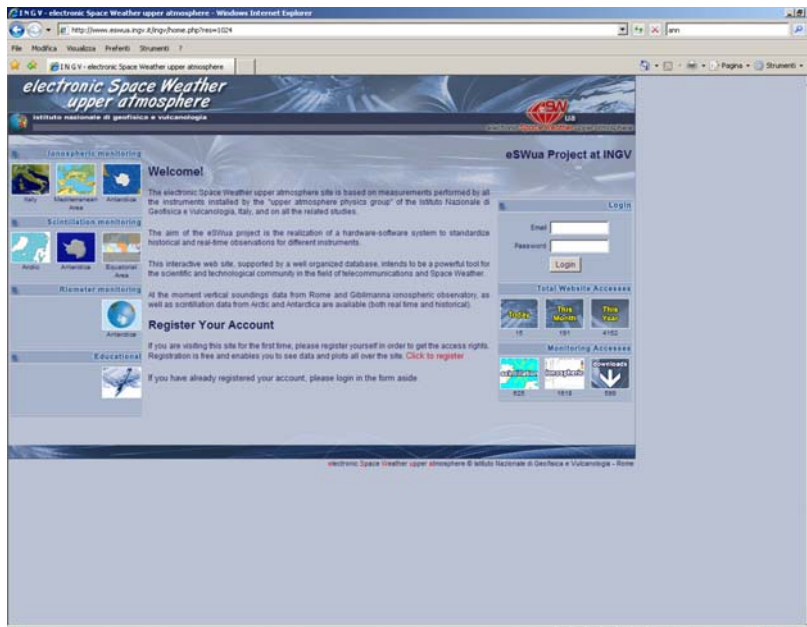 I N G V - electronic Space Weather upper atmosphere - Windows Internet Explorer
http://www.eswua.ingv.it/ingv/home.php?res=1024
ann
File Modifica Visualizza Preferiti Strumenti ?
I N G V - electronic Space Weather upper atmosphere
Pagina
Strumenti
electronic Space Weather
upper atmosphere
istituto nazionale di geofisica e vulcanologia
eSW
ua
electronic Space Weather upper atmosphere
eSWua Project at INGV
Ionospheric monitoring
Italy
Mediterranean
Area
Antarctica
Scintillation monitoring
Arctic
Antarctica
Equatorial
Area
Riometer monitoring
Antarctica
Educational
Welcome!
The electronic Space Weather upper atmosphere site is based on measurements performed by all
the instruments installed by the "upper atmosphere physics group" of the Istituto Nazionale di
Geofisica e Vulcanologia, Italy, and on all the related studies.
The aim of the eSWua project is the realization of a hardware-software system to standardize
historical and real-time observations for different instruments.
This interactive web site, supported by a well organized database, intends to be a powerful tool for
the scientific and technological community in the field of telecommunications and Space Weather.
At the moment vertical soundings data from Rome and Gibilmanna ionospheric observatory, as
well as scintillation data from Arctic and Antarctica are available (both real time and historical).
Register Your Account
If you are visiting this site for the first time, please register yourself in order to get the access rights.
Registration is free and enables you to see data and plots all over the site. Click to register
If you have already registered your account, please login in the form aside
Login
Email
Password
Login
Total Website Accesses
Today
This
Month
This
Year
15
191
4152
Monitoring Accesses
scintillation
ionospheric
downloads
625
1518
electronic Space Weather upper atmosphere © Istituto Nazionale di Geofisica e Vulcanologia - Rome